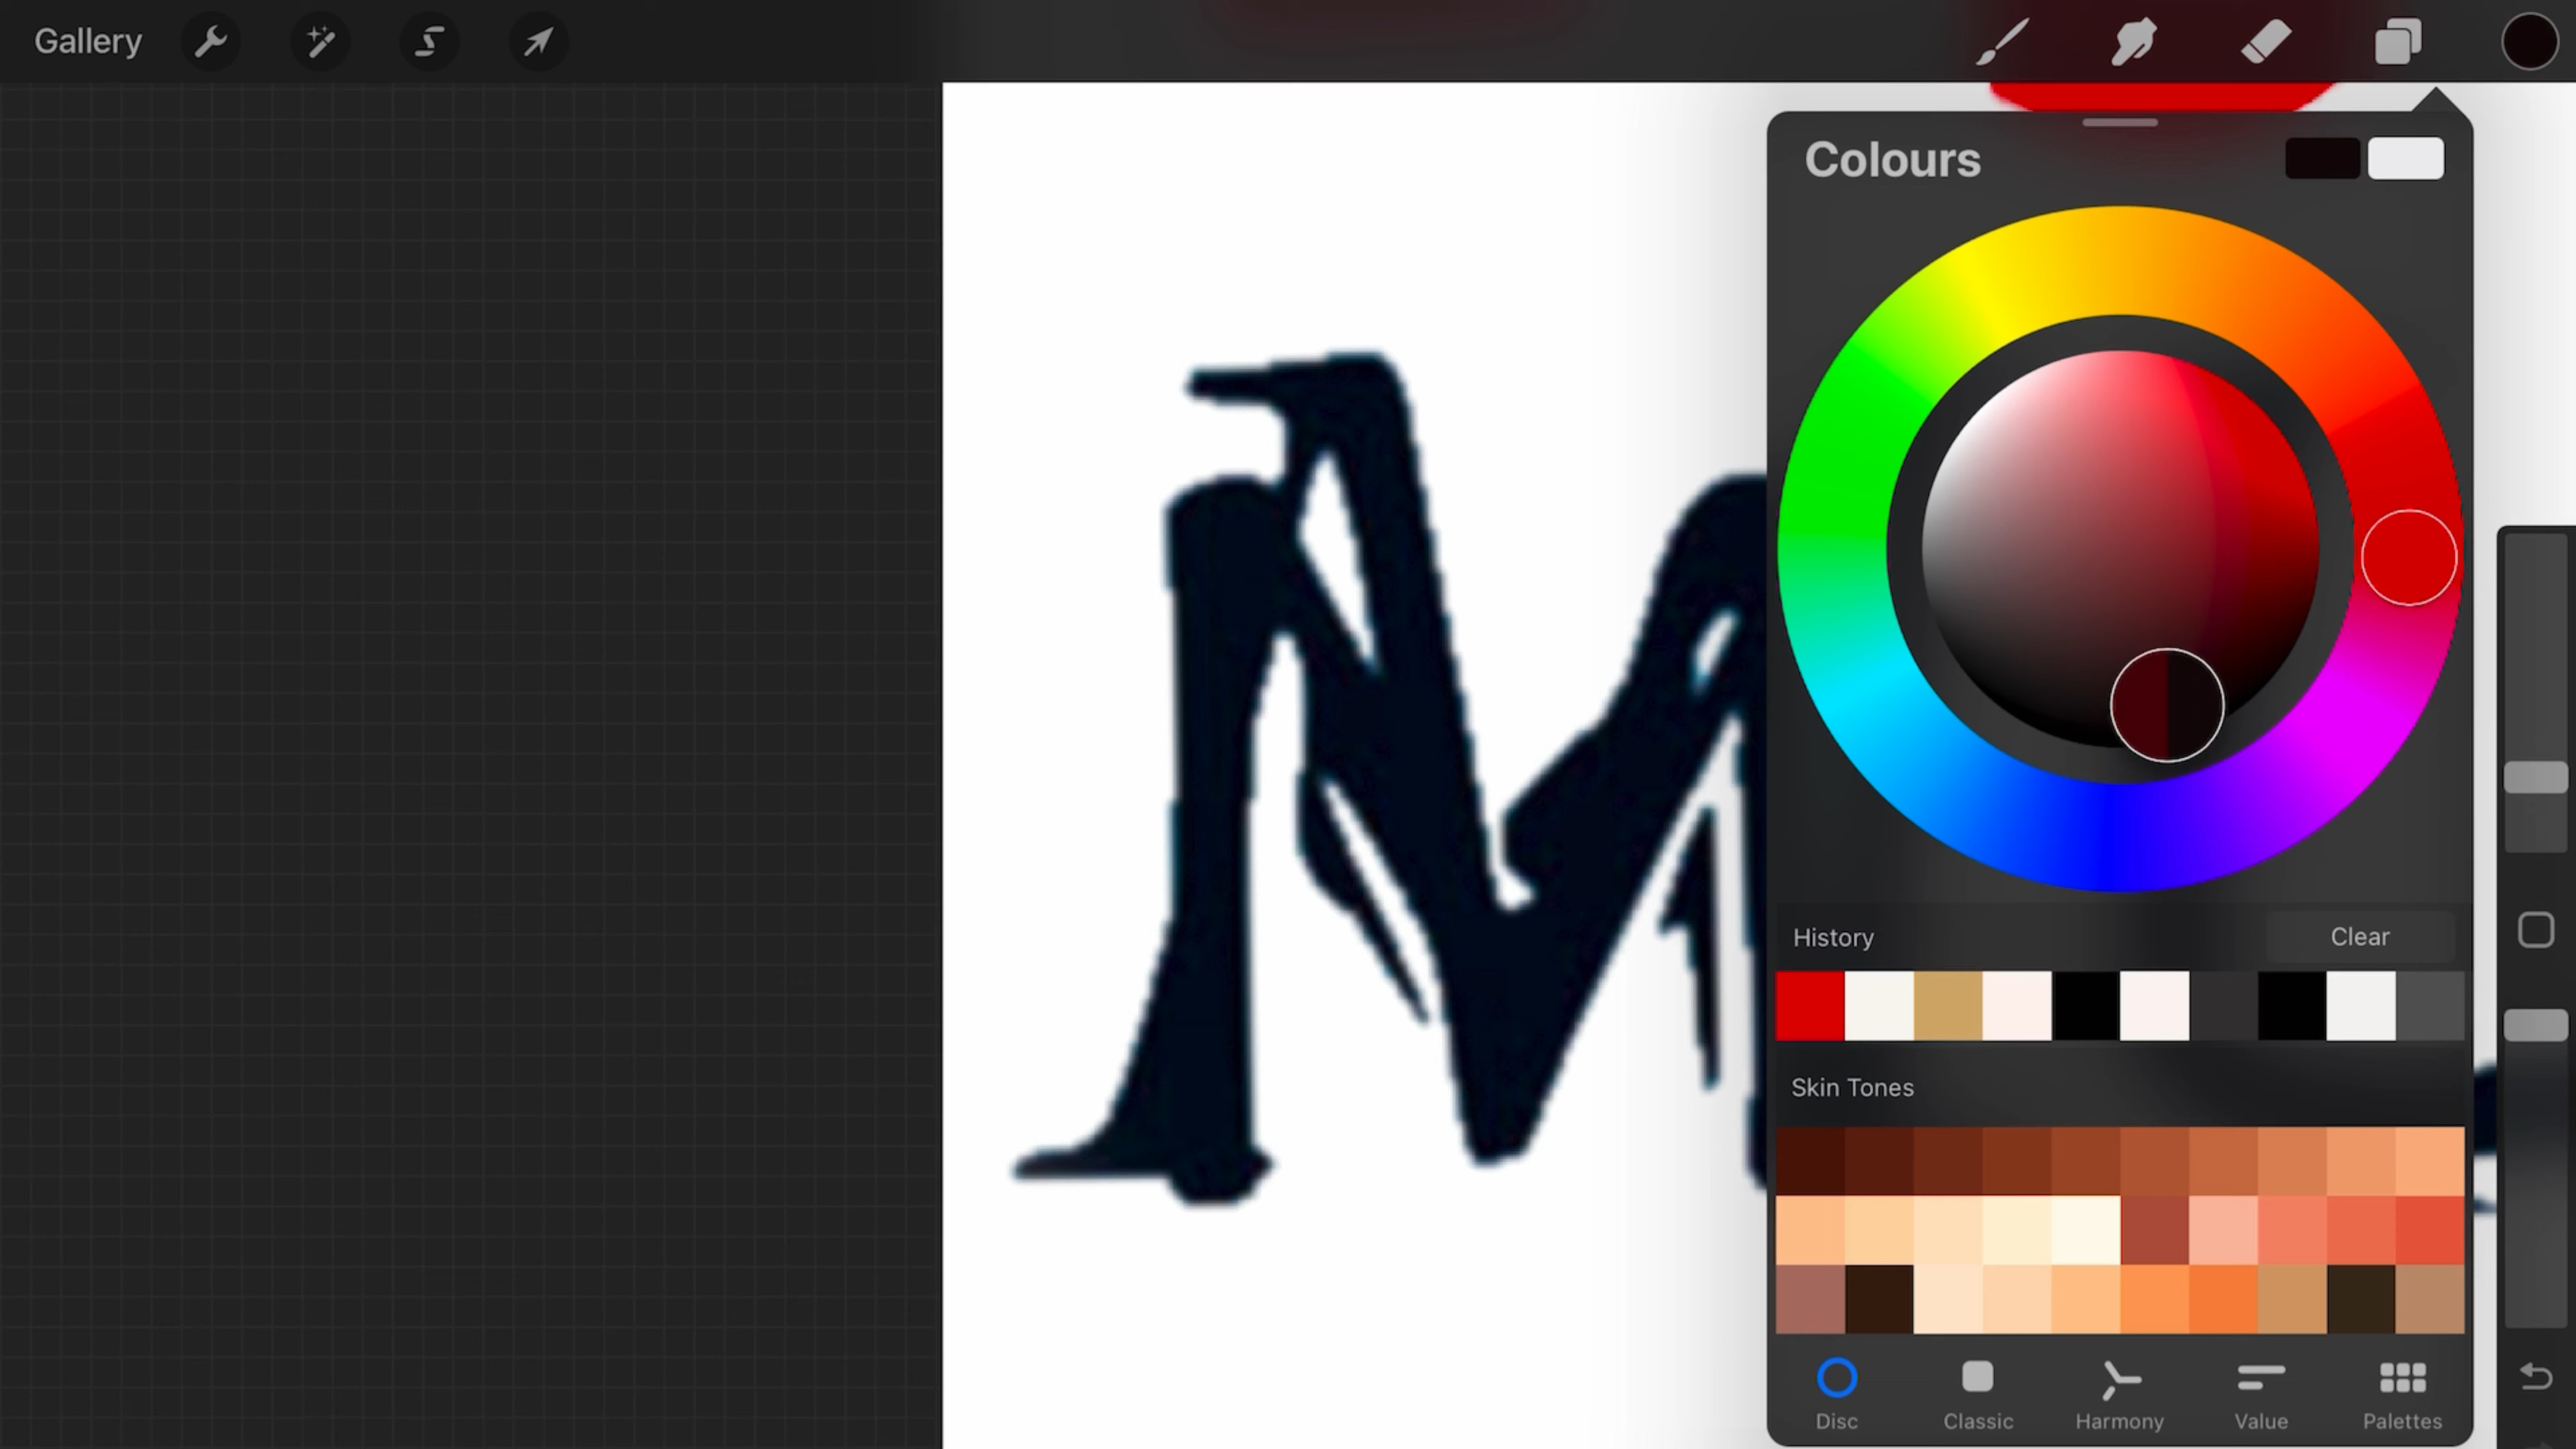 Gallery
Colours
M
History
Clear
Skin Tones
Disc
Classic
Harmony
Value
Palettes